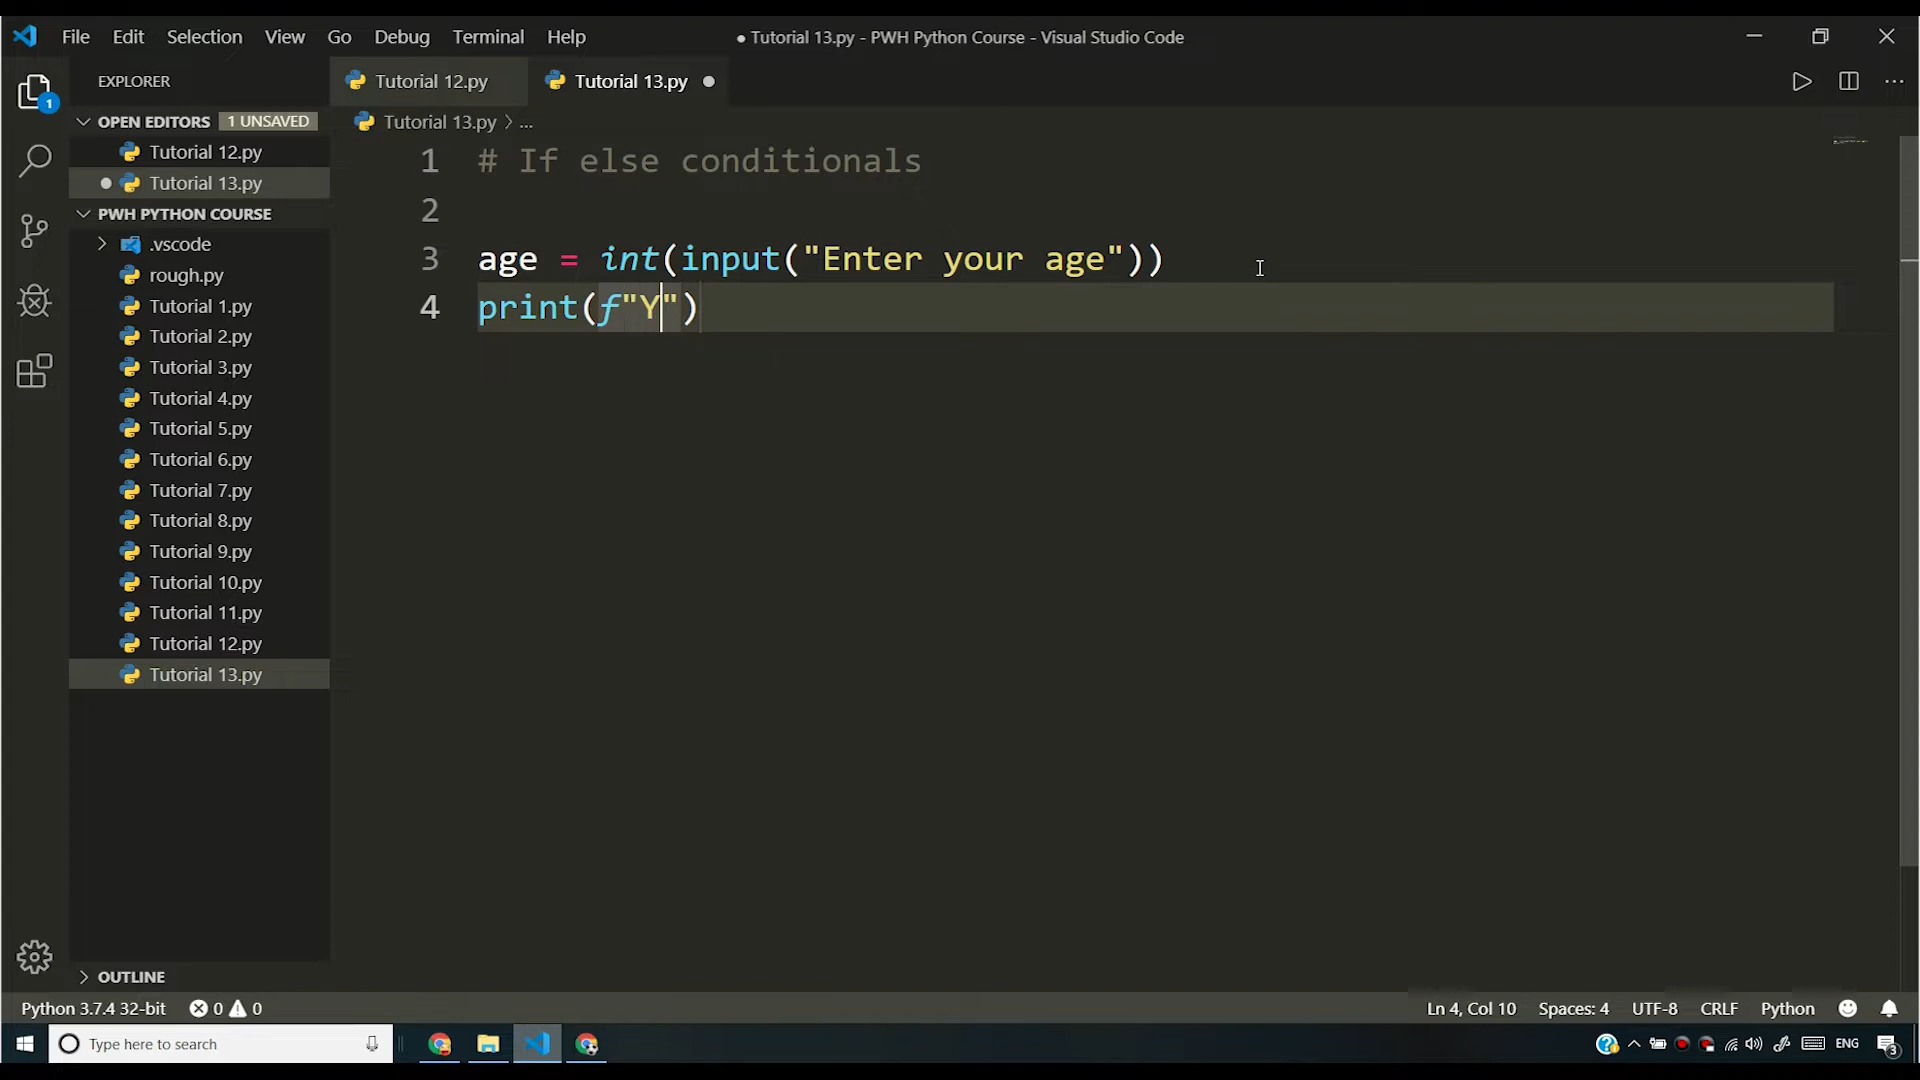 File Edit Selection View Go Debug Terminal Help
● Tutorial 13.py - PWH Python Course - Visual Studio Code
EXPLORER
Tutorial 12.py
Tutorial 13.py ●
1
OPEN EDITORS 1 UNSAVED
Tutorial 12.py
● Tutorial 13.py
PWH PYTHON COURSE
.vscode
rough.py
Tutorial 1.py
Tutorial 2.py
Tutorial 3.py
Tutorial 4.py
Tutorial 5.py
Tutorial 6.py
Tutorial 7.py
Tutorial 8.py
Tutorial 9.py
Tutorial 10.py
Tutorial 11.py
Tutorial 12.py
Tutorial 13.py
OUTLINE
Tutorial 13.py > ...
1 # If else conditionals
2
3 age = int(input("Enter your age"))
4 print(f"Y")
Python 3.7.4 32-bit 0 0
Ln 4, Col 10 Spaces: 4 UTF-8 CRLF Python
Type here to search
ENG
3